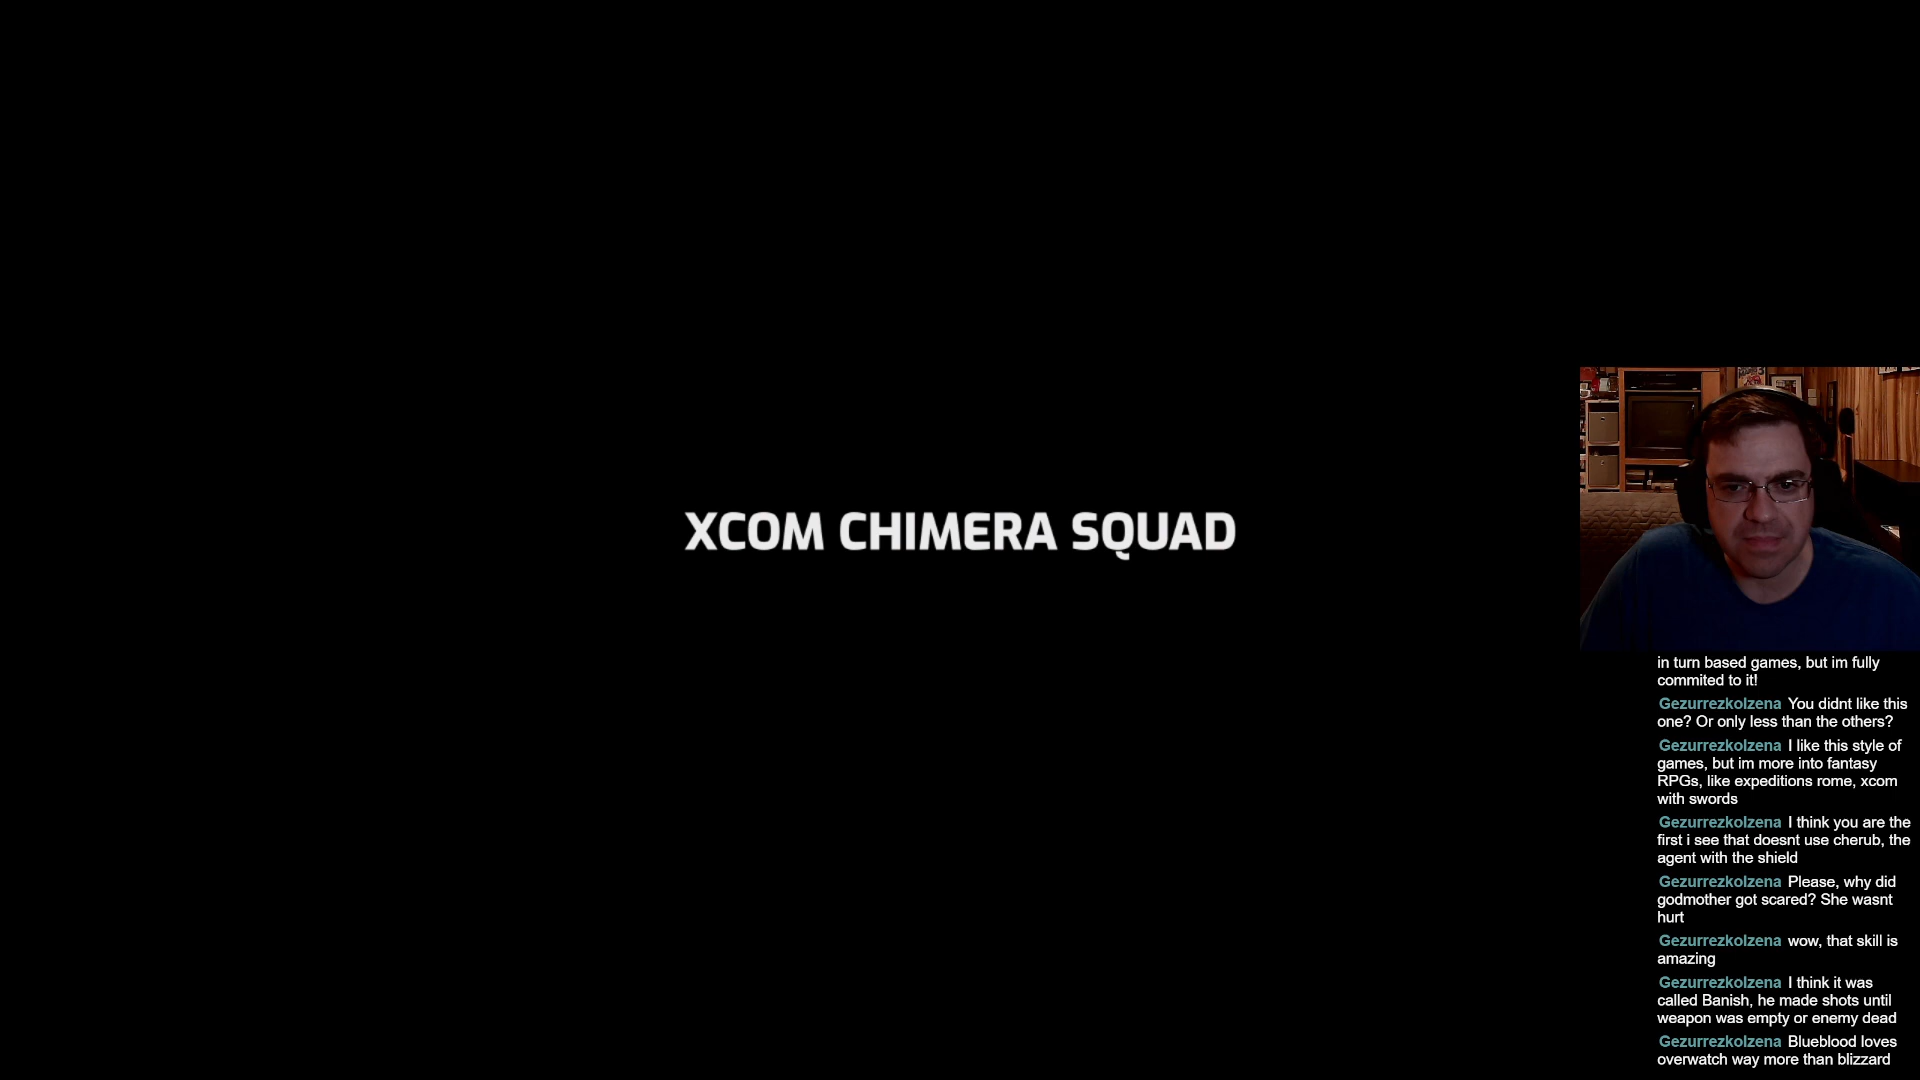 XCOM CHIMERA SQUAD
in turn based games, but im fully
commited to it!
Gezurrezkolzena You didnt like this
one? Or only less than the others?
Gezurrezkolzena I like this style of
games, but im more into fantasy
RPGs, like expeditions rome, xcom
with swords
Gezurrezkolzena I think you are the
first i see that doesnt use cherub, the
agent with the shield
Gezurrezkolzena Please, why did
godmother got scared? She wasnt
hurt
Gezurrezkolzena wow, that skill is
amazing
Gezurrezkolzena I think it was
called Banish, he made shots until
weapon was empty or enemy dead
Gezurrezkolzena Blueblood loves
overwatch way more than blizzard